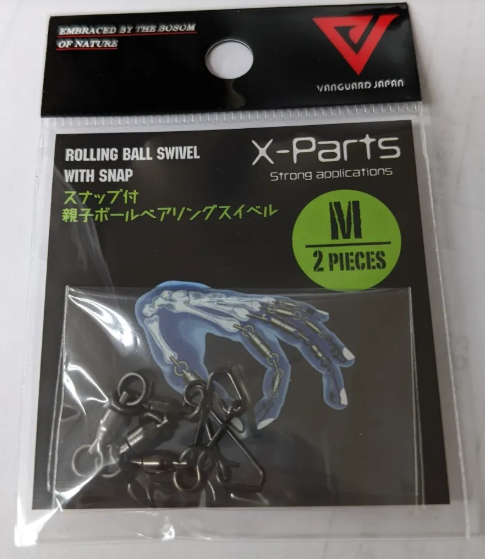 EMBRACED BY THE BOSOM
OF NATURE
VANGUARD JAPAN
ROLLING BALL SWIVEL
WITH SNAP
スナップ付
親子ボールベアリングスイベル
X-Parts
Strong applications
M
2 PIECES